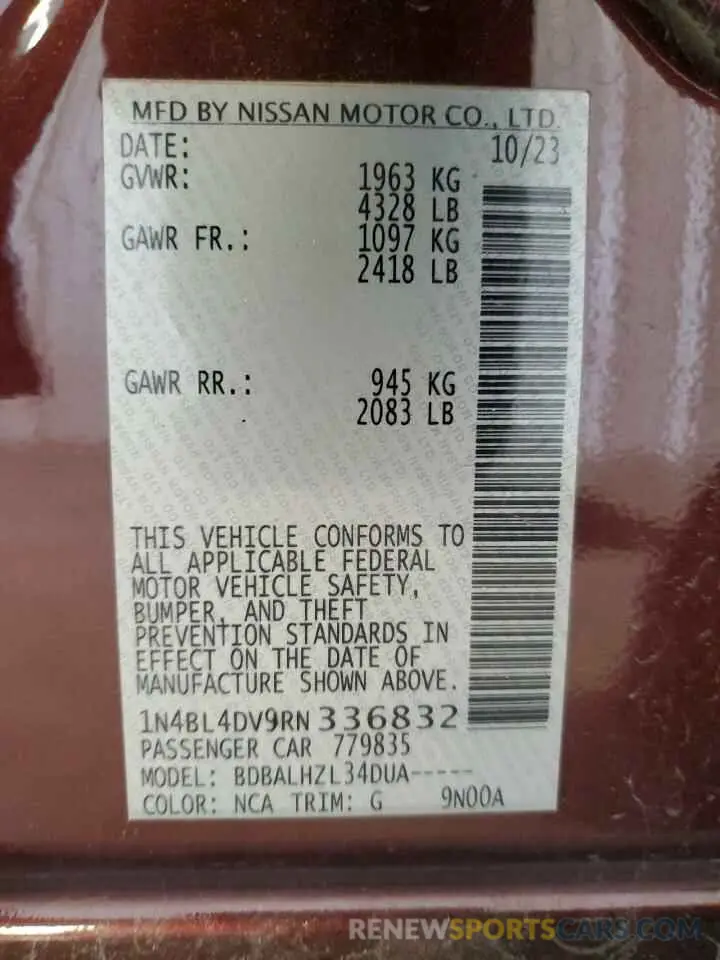 MFD BY NISSAN MOTOR CO., LTD.
DATE: 10/23
GVWR: 1963 KG
4328 LB
GAWR FR.: 1097 KG
2418 LB
GAWR RR.: 945 KG
2083 LB
THIS VEHICLE CONFORMS TO
ALL APPLICABLE FEDERAL
MOTOR VEHICLE SAFETY,
BUMPER, AND THEFT
PREVENTION STANDARDS IN
EFFECT ON THE DATE OF
MANUFACTURE SHOWN ABOVE.
1N4BL4DV9RN 336832
PASSENGER CAR 779835
MODEL: BDBALHZL34DUA-----
COLOR: NCA TRIM: G 9N00A
RENEWSPORTSCARS.COM